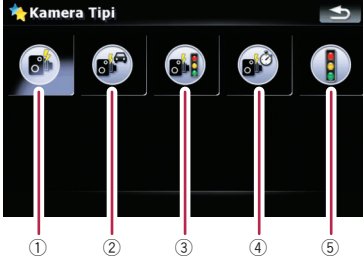 Kamera Tipi
① ② ③ ④ ⑤